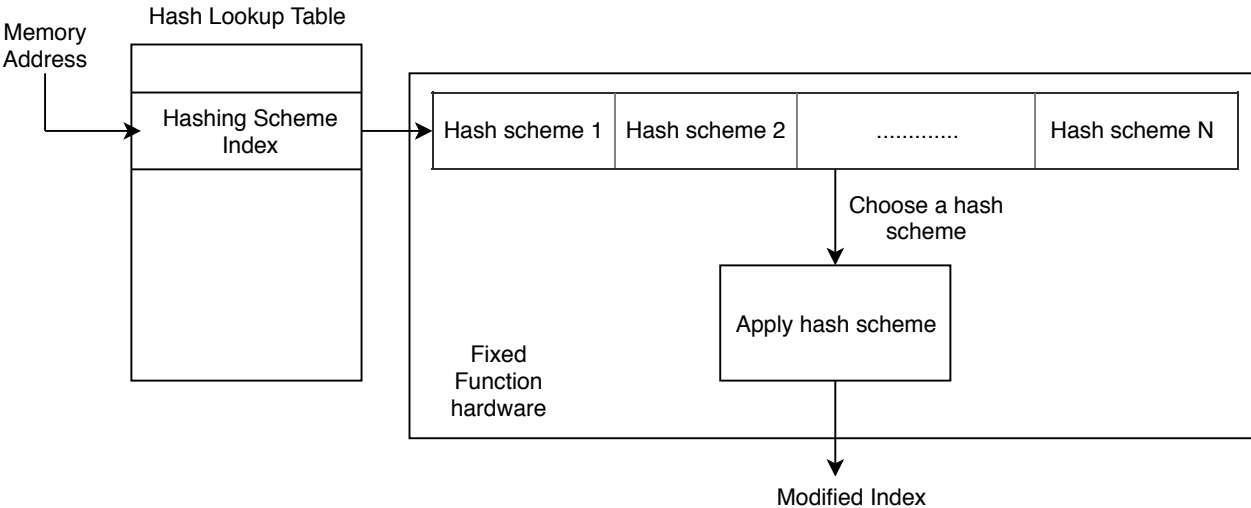 Hash Lookup Table
Memory
Address
Hashing Scheme
Index
Hash scheme 1
Hash scheme 2
.............
Hash scheme N
Choose a hash
scheme
Apply hash scheme
Fixed
Function
hardware
Modified Index